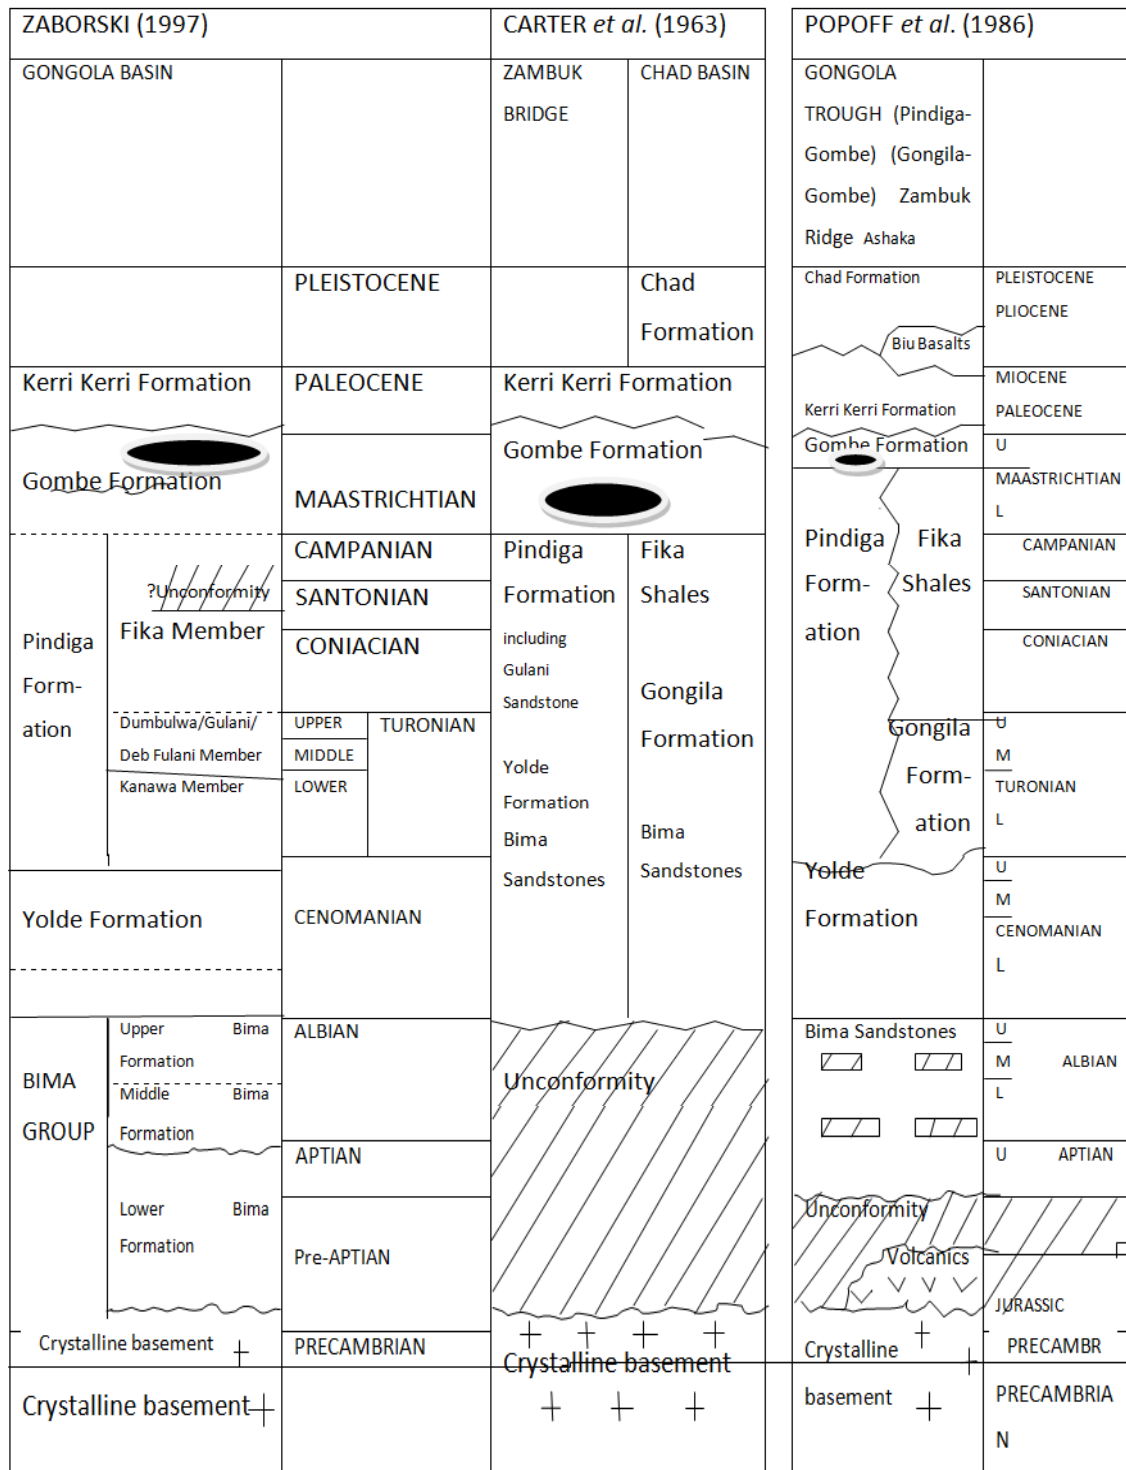 ZABORSKI (1997)
CARTER et al. (1963)
POPOFF et al. (1986)
GONGOLA BASIN
ZAMBUK
BRIDGE
CHAD BASIN
GONGOLA
TROUGH (Pindiga-
Gombe) (Gongila-
Gombe) Zambuk
Ridge Ashaka
PLEISTOCENE
Chad
Formation
Chad Formation
Biu Basalts
PLEISTOCENE
PLIOCENE
Kerri Kerri Formation
PALEOCENE
Kerri Kerri Formation
Kerri Kerri Formation
MIOCENE
PALEOCENE
Gombe Formation
MAASTRICHTIAN
Gombe Formation
Gombe Formation
U
MAASTRICHTIAN
L
Pindiga
Form-
ation
?Unconformity
Fika Member
Dumbulwa/Gulani/
Deb Fulani Member
Kanawa Member
CAMPANIAN
SANTONIAN
CONIACIAN
UPPER
MIDDLE
LOWER
TURONIAN
Pindiga
Formation
including
Gulani
Sandstone
Yolde
Formation
Bima
Sandstones
Fika
Shales
Gongila
Formation
Bima
Sandstones
Pindiga
Form-
ation
Fika
Shales
Gongila
Form-
ation
CAMPANIAN
SANTONIAN
CONIACIAN
U
M
TURONIAN
L
Yolde Formation
CENOMANIAN
Yolde
Formation
U
M
CENOMANIAN
L
BIMA
GROUP
Upper Bima
Formation
Middle Bima
Formation
Lower Bima
Formation
ALBIAN
APTIAN
Pre-APTIAN
Unconformity
Bima Sandstones
U
M ALBIAN
L
U APTIAN
Unconformity
Volcanics
JURASSIC
Crystalline basement
PRECAMBRIAN
Crystalline basement
Crystalline
basement
PRECAMBR
Crystalline basement
PRECAMBRIA
N